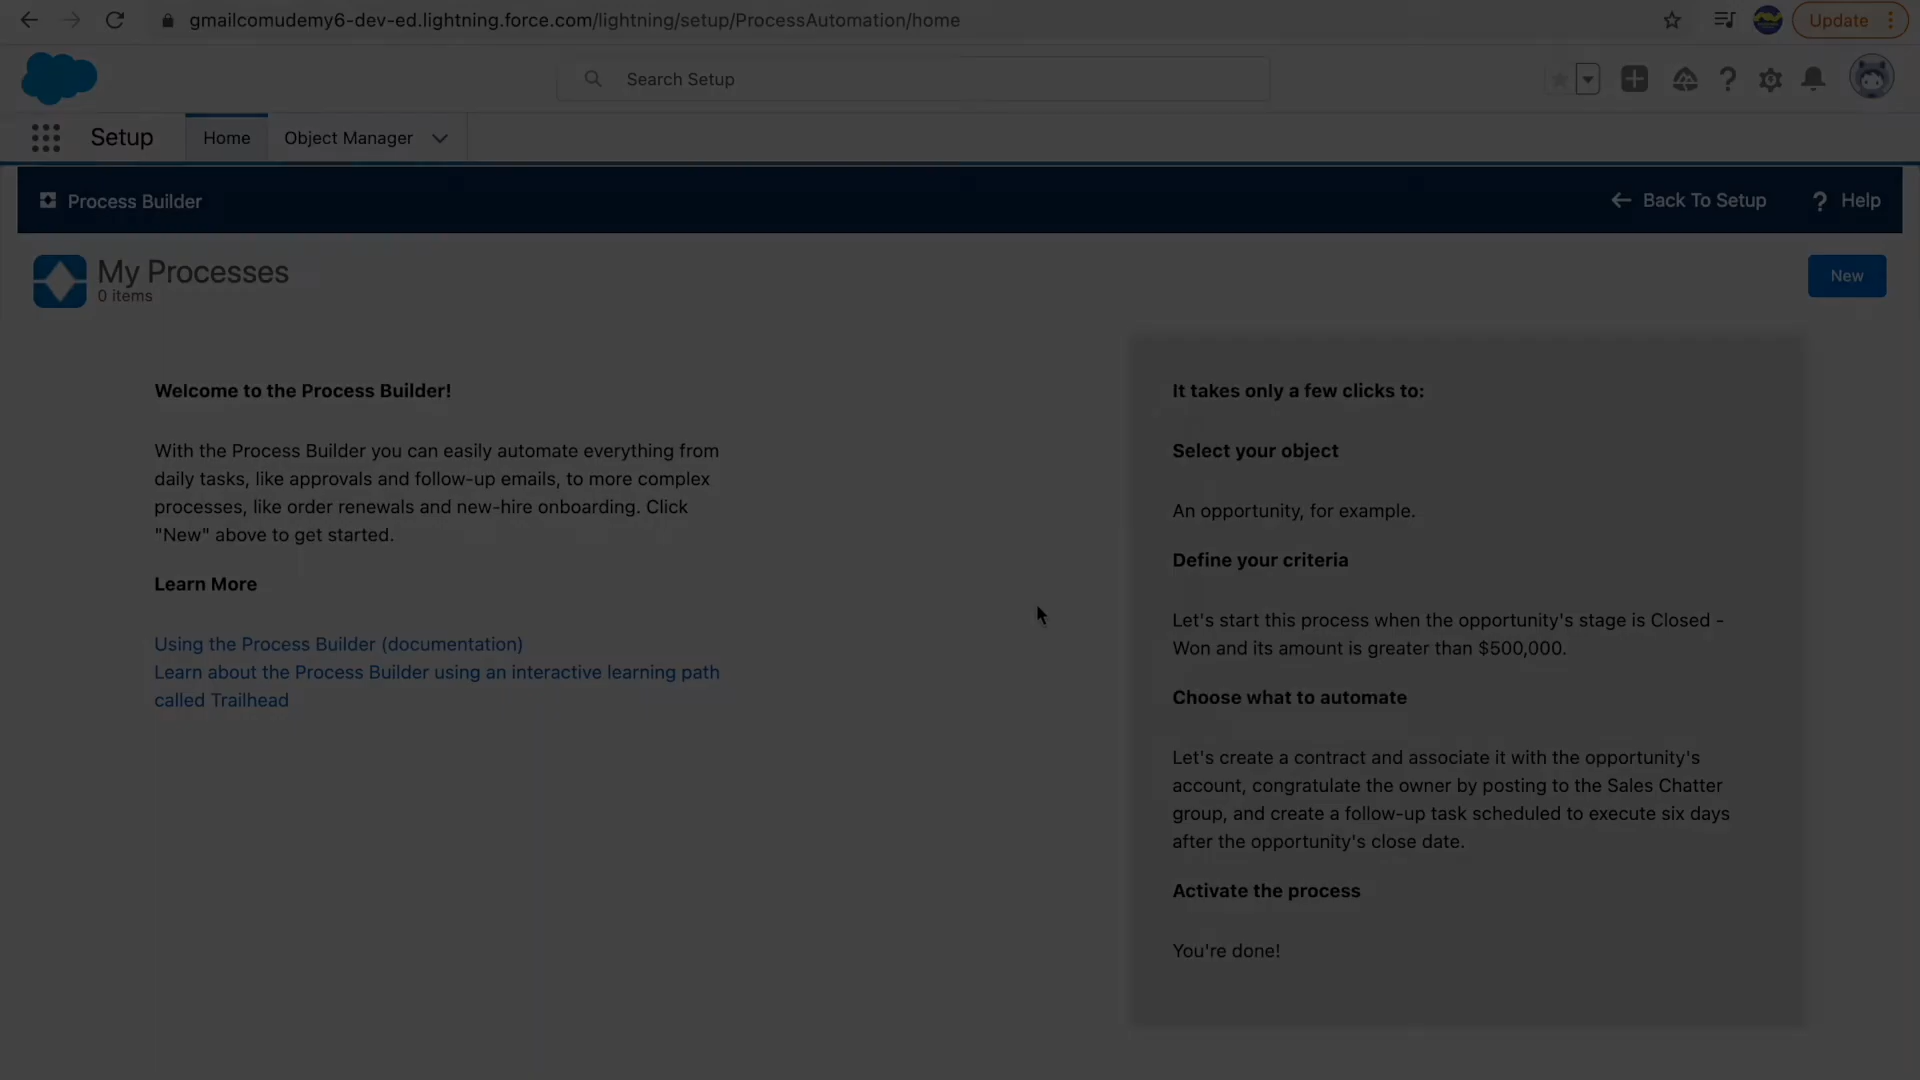 gmailcomudemy6-dev-ed.lightning.force.com/lightning/setup/ProcessAutomation/home
Update
Search Setup
Setup
Home
Object Manager
Process Builder
Back To Setup
Help
My Processes
0 items
New
Welcome to the Process Builder!
With the Process Builder you can easily automate everything from
daily tasks, like approvals and follow-up emails, to more complex
processes, like order renewals and new-hire onboarding. Click
"New" above to get started.
Learn More
Using the Process Builder (documentation)
Learn about the Process Builder using an interactive learning path
called Trailhead
It takes only a few clicks to:
Select your object
An opportunity, for example.
Define your criteria
Let's start this process when the opportunity's stage is Closed -
Won and its amount is greater than $500,000.
Choose what to automate
Let's create a contract and associate it with the opportunity's
account, congratulate the owner by posting to the Sales Chatter
group, and create a follow-up task scheduled to execute six days
after the opportunity's close date.
Activate the process
You're done!